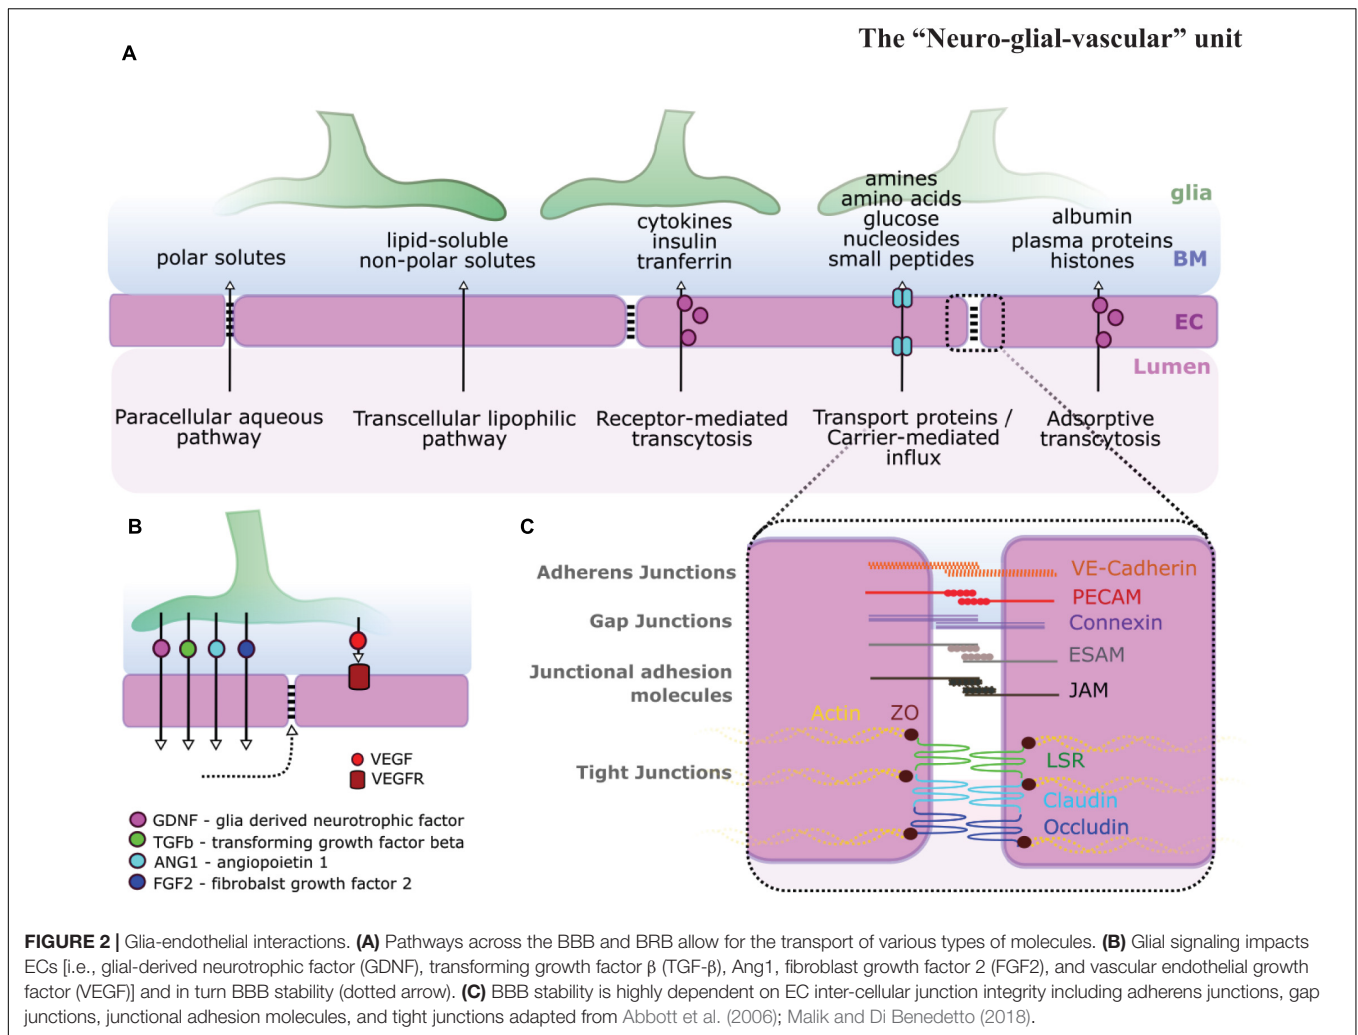 The “Neuro-glial-vascular” unit
A
glia
BM
EC
Lumen
polar solutes
lipid-soluble
non-polar solutes
cytokines
insulin
tranferrin
amines
amino acids
glucose
nucleosides
small peptides
albumin
plasma proteins
histones
Paracellular aqueous
pathway
Transcellular lipophilic
pathway
Receptor-mediated
transcytosis
Transport proteins /
Carrier-mediated
influx
Adsorptive
transcytosis
B
VEGF
VEGFR
GDNF - glia derived neurotrophic factor
TGFb - transforming growth factor beta
ANG1 - angiopoietin 1
FGF2 - fibrobalst growth factor 2
C
Adherens Junctions
Gap Junctions
Junctional adhesion
molecules
Tight Junctions
VE-Cadherin
PECAM
Connexin
ESAM
JAM
Actin
ZO
LSR
Claudin
Occludin
FIGURE 2 | Glia-endothelial interactions. (A) Pathways across the BBB and BRB allow for the transport of various types of molecules. (B) Glial signaling impacts
ECs [i.e., glial-derived neurotrophic factor (GDNF), transforming growth factor β (TGF-β), Ang1, fibroblast growth factor 2 (FGF2), and vascular endothelial growth
factor (VEGF)] and in turn BBB stability (dotted arrow). (C) BBB stability is highly dependent on EC inter-cellular junction integrity including adherens junctions, gap
junctions, junctional adhesion molecules, and tight junctions adapted from Abbott et al. (2006); Malik and Di Benedetto (2018).